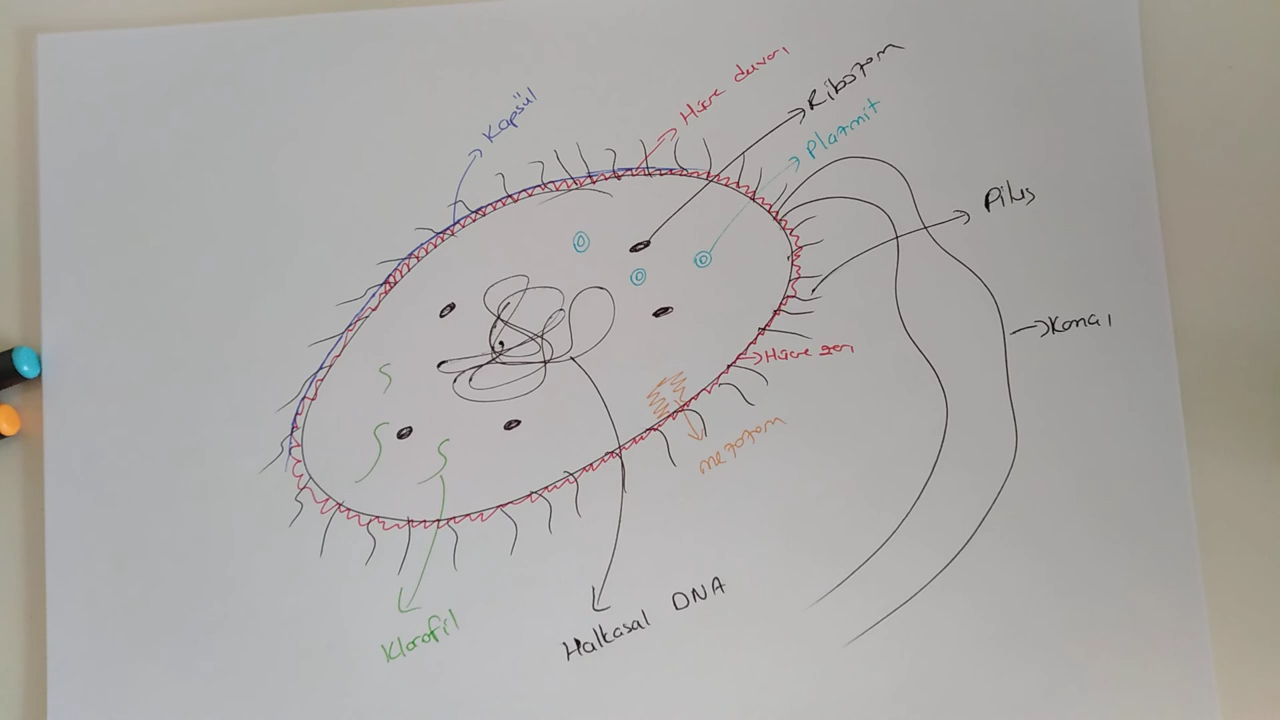 Kapsül
Hücre duvarı
Ribozom
Plazmit
Pilus
Kamçı
Hücre zarı
mezozom
Klorofil
Halkasal DNA